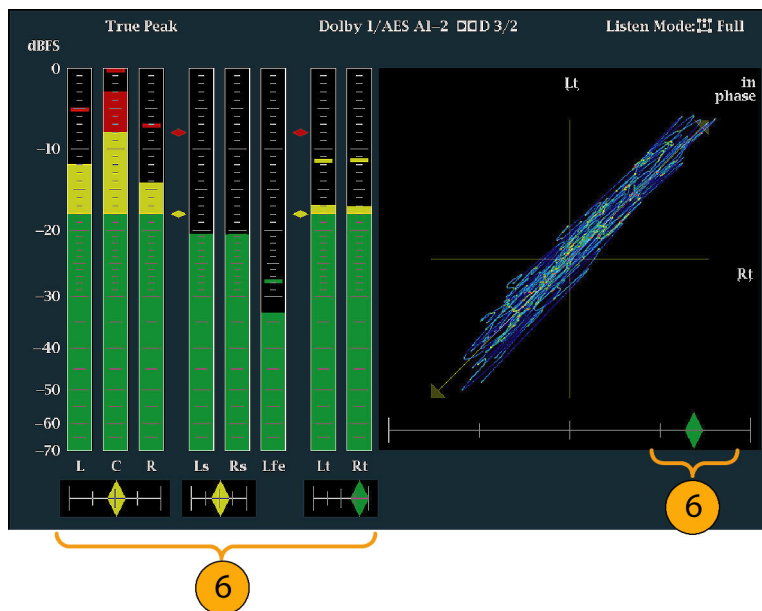 True Peak
Dolby 1/AES A1-2 ▯▯D 3/2
Listen Mode: Full
dBFS
0
-10
-20
-30
-40
-50
-60
-70
L C R Ls Rs Lfe Lt Rt
Lt
in
phase
Rt
6
6